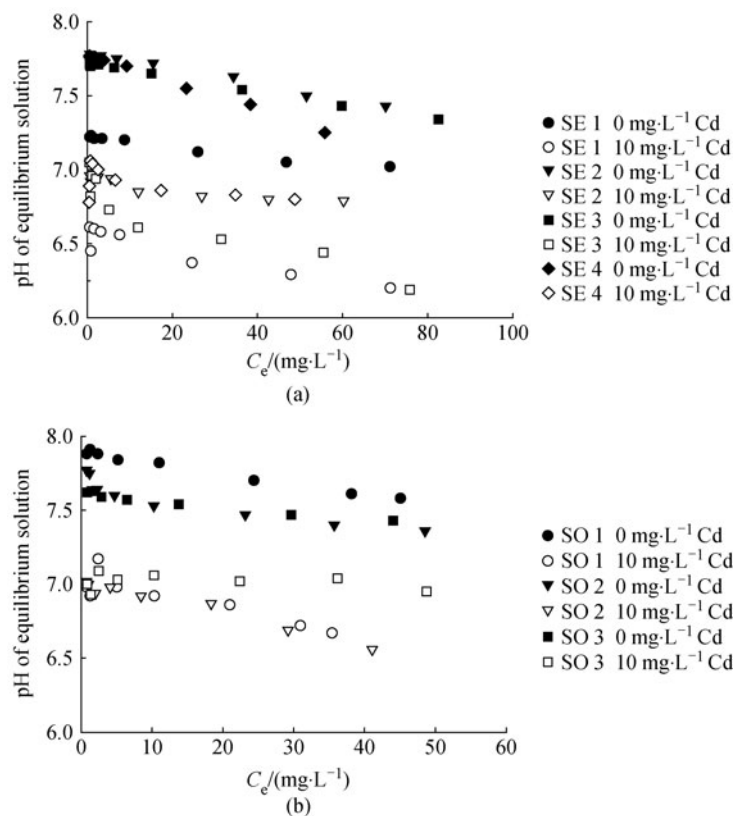 8.0
7.5
7.0
6.5
6.0
pH of equilibrium solution
0 20 40 60 80 100
Ce/(mg·L⁻¹)
(a)
SE 1 0 mg·L⁻¹ Cd
SE 1 10 mg·L⁻¹ Cd
SE 2 0 mg·L⁻¹ Cd
SE 2 10 mg·L⁻¹ Cd
SE 3 0 mg·L⁻¹ Cd
SE 3 10 mg·L⁻¹ Cd
SE 4 0 mg·L⁻¹ Cd
SE 4 10 mg·L⁻¹ Cd
8.0
7.5
7.0
6.5
6.0
pH of equilibrium solution
0 10 20 30 40 50 60
Ce/(mg·L⁻¹)
(b)
SO 1 0 mg·L⁻¹ Cd
SO 1 10 mg·L⁻¹ Cd
SO 2 0 mg·L⁻¹ Cd
SO 2 10 mg·L⁻¹ Cd
SO 3 0 mg·L⁻¹ Cd
SO 3 10 mg·L⁻¹ Cd